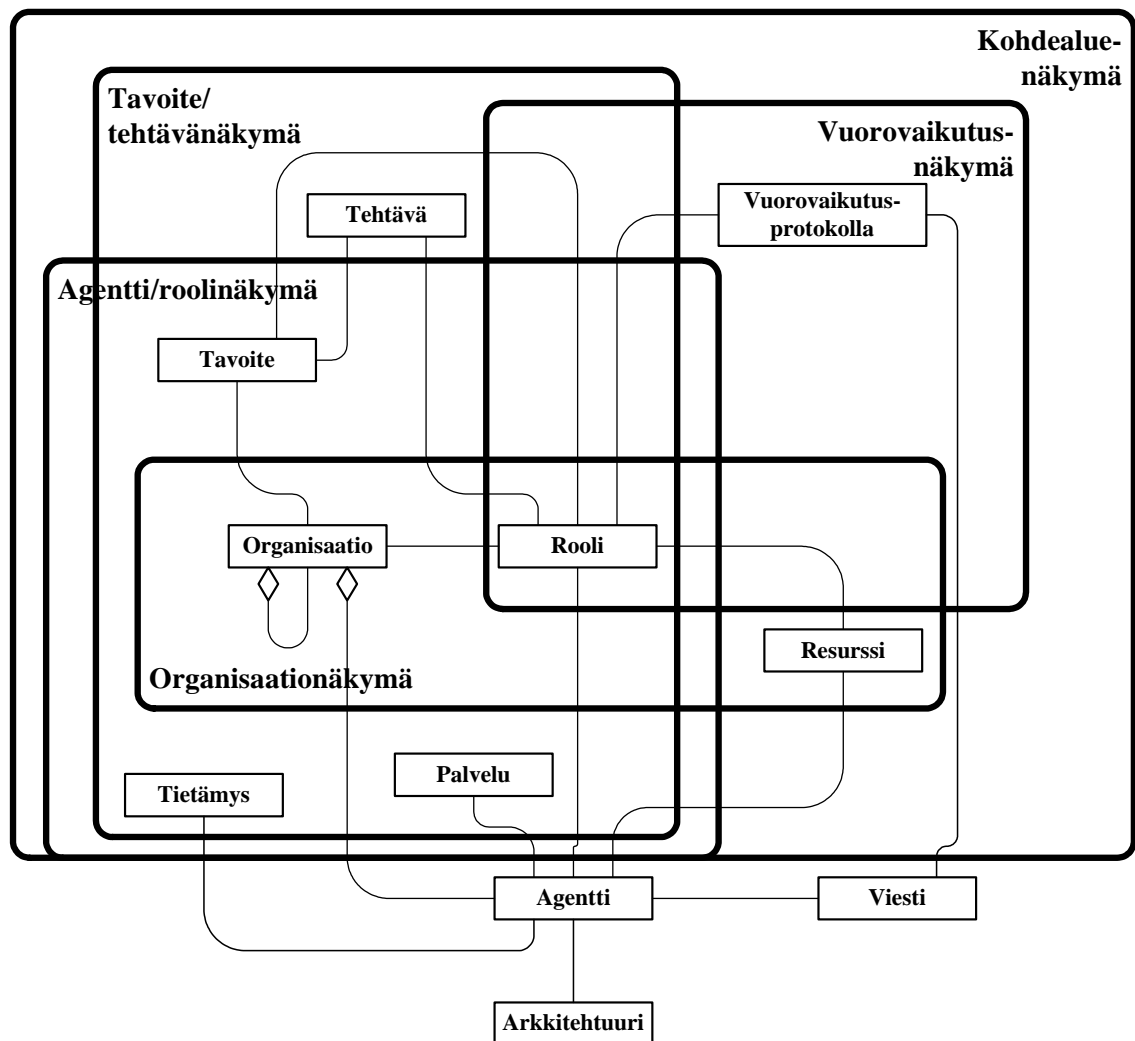 Kohdealue-
näkymä
Tavoite/
tehtävänäkymä
Vuorovaikutus-
näkymä
Tehtävä
Vuorovaikutus-
protokolla
Agentti/roolinäkymä
Tavoite
Organisaatio
Rooli
Resurssi
Organisaationäkymä
Palvelu
Tietämys
Agentti
Viesti
Arkkitehtuuri